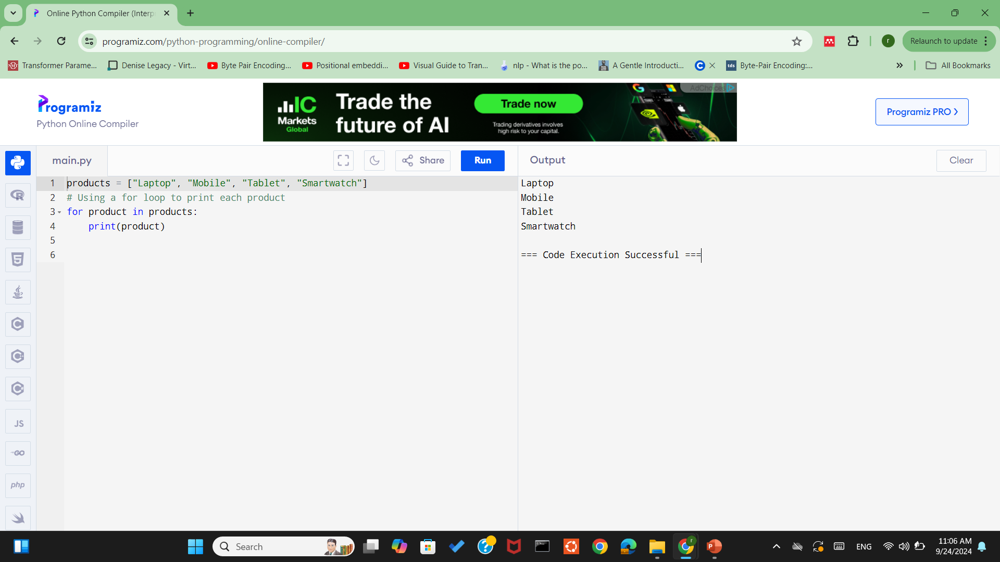 Online Python Compiler (Interp
programiz.com/python-programming/online-compiler/
r
Relaunch to update
Transformer Parame...
Denise Legacy - Virt...
Byte Pair Encoding...
Positional embeddi...
Visual Guide to Tran...
nlp - What is the po...
A Gentle Introducti...
tds
Byte-Pair Encoding:...
All Bookmarks
Programiz
Python Online Compiler
IC
Markets
Global
Trade the
future of AI
Trade now
Trading derivatives involves
high risk to your capital.
AdChoices
Programiz PRO
main.py
Share
Run
Output
Clear
1 products = ["Laptop", "Mobile", "Tablet", "Smartwatch"]
2 # Using a for loop to print each product
3 for product in products:
4     print(product)
5
6
Laptop
Mobile
Tablet
Smartwatch
=== Code Execution Successful ===
R
5
C
C
C
JS
GO
php
Search
r
P
ENG
11:06 AM
9/24/2024